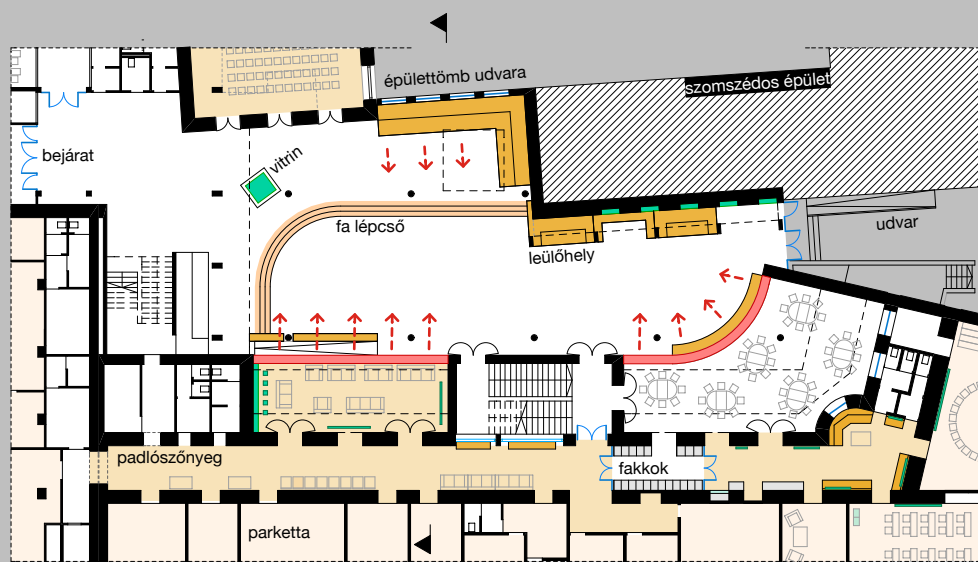 épülettömb udvara
szomszédos épület
bejárat
vitrin
fa lépcső
udvar
leülőhely
padlószőnyeg
fakkok
parketta